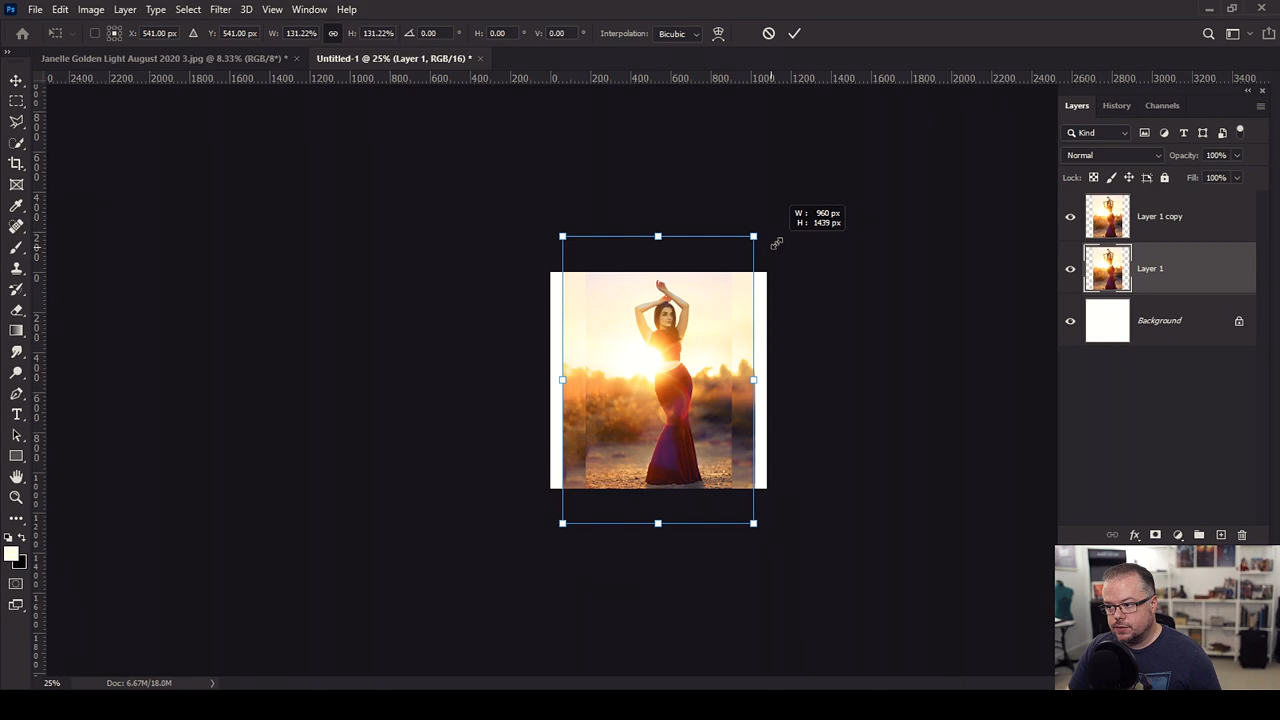 Ps File Edit Image Layer Type Select Filter 3D View Window Help
X: 541.00 px Y: 541.00 px W: 131.22% H: 131.22% 0.00 ° H: 0.00 ° V: 0.00 ° Interpolation: Bicubic
Janelle Golden Light August 2020 3.jpg @ 8.33% (RGB/8*) * × Untitled-1 @ 25% (Layer 1, RGB/16) * ×
2400 2200 2000 1800 1600 1400 1200 1000 800 600 400 200 0 200 400 600 800 1000 1200 1400 1600 1800 2000 2200 2400 2600 2800 3000 3200 3400
Layers History Channels
Kind
Normal Opacity: 100%
Lock: Fill: 100%
Layer 1 copy
Layer 1
Background
W : 960 px
H : 1439 px
25% Doc: 6.67M/18.0M